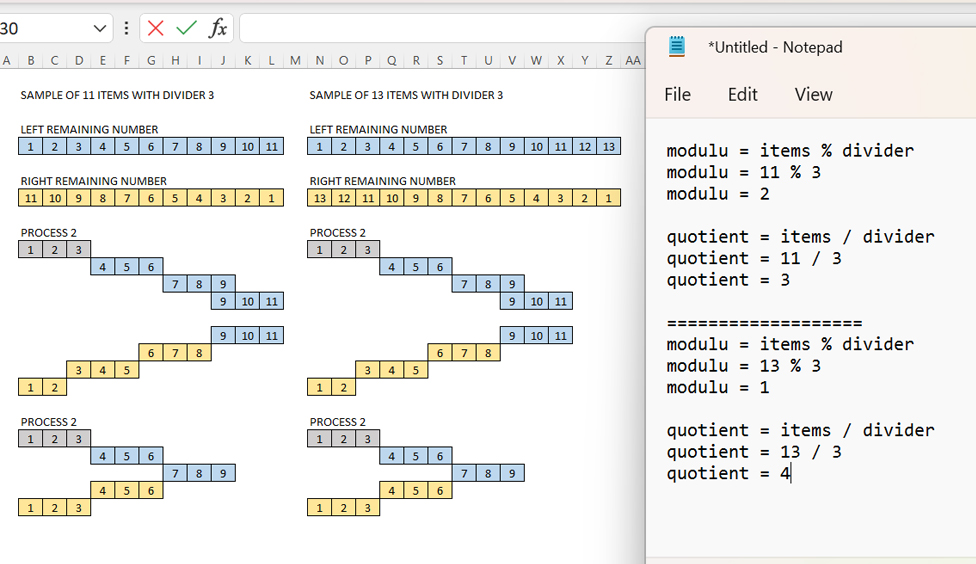 30
fx
A B C D E F G H I J K L M N O P Q R S T U V W X Y Z AA
SAMPLE OF 11 ITEMS WITH DIVIDER 3
LEFT REMAINING NUMBER
1 2 3 4 5 6 7 8 9 10 11
RIGHT REMAINING NUMBER
11 10 9 8 7 6 5 4 3 2 1
PROCESS 2
1 2 3
4 5 6
7 8 9
9 10 11
9 10 11
6 7 8
3 4 5
1 2
PROCESS 2
1 2 3
4 5 6
7 8 9
4 5 6
1 2 3
SAMPLE OF 13 ITEMS WITH DIVIDER 3
LEFT REMAINING NUMBER
1 2 3 4 5 6 7 8 9 10 11 12 13
RIGHT REMAINING NUMBER
13 12 11 10 9 8 7 6 5 4 3 2 1
PROCESS 2
1 2 3
4 5 6
7 8 9
9 10 11
9 10 11
6 7 8
3 4 5
1 2
PROCESS 2
1 2 3
4 5 6
7 8 9
4 5 6
1 2 3
*Untitled - Notepad
File Edit View
modulu = items % divider
modulu = 11 % 3
modulu = 2
quotient = items / divider
quotient = 11 / 3
quotient = 3
===================
modulu = items % divider
modulu = 13 % 3
modulu = 1
quotient = items / divider
quotient = 13 / 3
quotient = 4